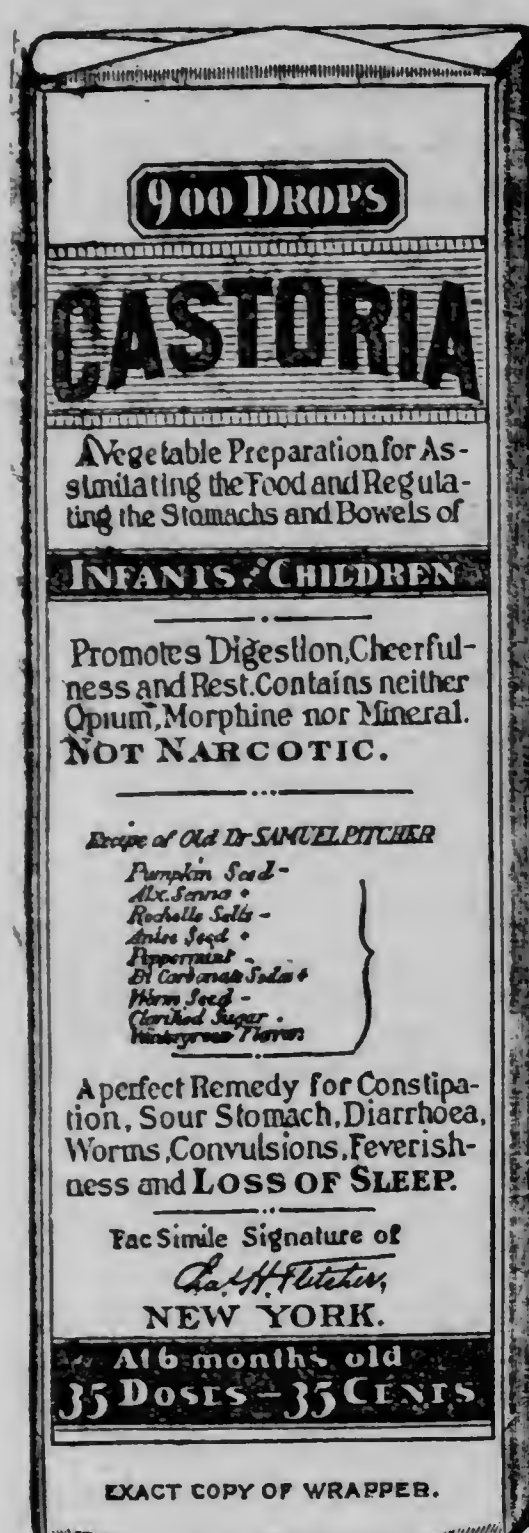 900 DROPS
CASTORIA
A Vegetable Preparation for As-
similating the Food and Regula-
ting the Stomachs and Bowels of
INFANTS. CHILDREN
Promotes Digestion, Cheerful-
ness and Rest. Contains neither
Opium, Morphine nor Mineral.
NOT NARCOTIC.
Recipe of Old Dr SAMUEL PITCHER
Pumpkin Seed -
Alx. Senna +
Rochelle Salts -
Anise Seed +
Peppermint -
Bi Carbonate Soda +
Worm Seed -
Clarified Sugar .
Wintergreen Flavor
A perfect Remedy for Constipa-
tion, Sour Stomach, Diarrhoea,
Worms, Convulsions, Feverish-
ness and LOSS OF SLEEP.
Fac Simile Signature of
Chas. H. Fletcher,
NEW YORK.
At 6 months old
35 DOSES – 35 CENTS
EXACT COPY OF WRAPPER.